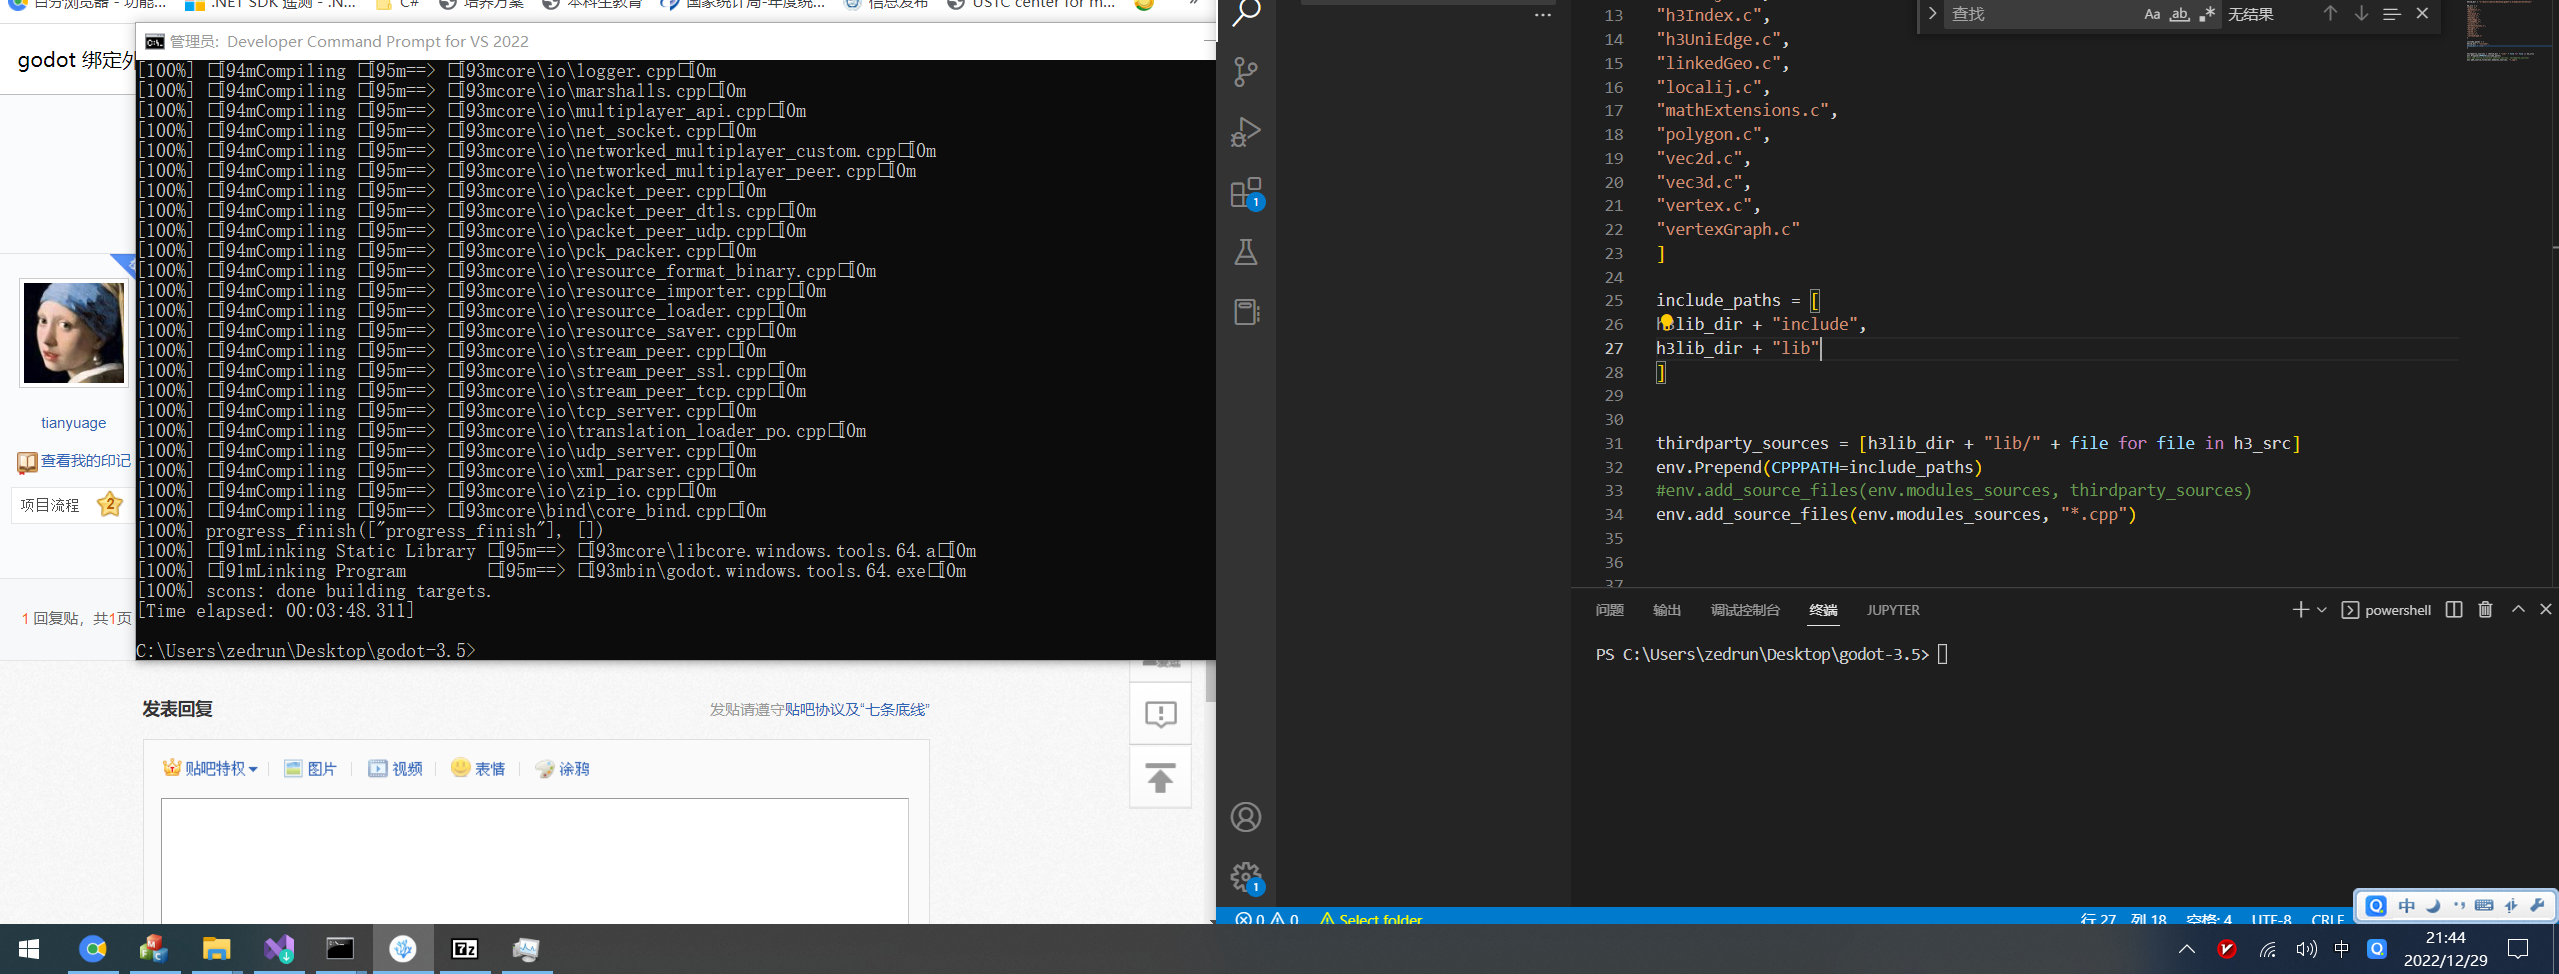 .NET SDK 遥测 - .N...
C#
培养方案
本科生教育
国家统计局-年度统...
信息发布
USTC center for m...
godot 绑定外
tianyuage
查看我的印记
项目流程
2
1 回复贴，共1页
管理员: Developer Command Prompt for VS 2022
[100%] [94mCompiling [95m==> [93mcore\io\logger.cpp[0m
[100%] [94mCompiling [95m==> [93mcore\io\marshalls.cpp[0m
[100%] [94mCompiling [95m==> [93mcore\io\multiplayer_api.cpp[0m
[100%] [94mCompiling [95m==> [93mcore\io\net_socket.cpp[0m
[100%] [94mCompiling [95m==> [93mcore\io\networked_multiplayer_custom.cpp[0m
[100%] [94mCompiling [95m==> [93mcore\io\networked_multiplayer_peer.cpp[0m
[100%] [94mCompiling [95m==> [93mcore\io\packet_peer.cpp[0m
[100%] [94mCompiling [95m==> [93mcore\io\packet_peer_dtls.cpp[0m
[100%] [94mCompiling [95m==> [93mcore\io\packet_peer_udp.cpp[0m
[100%] [94mCompiling [95m==> [93mcore\io\pck_packer.cpp[0m
[100%] [94mCompiling [95m==> [93mcore\io\resource_format_binary.cpp[0m
[100%] [94mCompiling [95m==> [93mcore\io\resource_importer.cpp[0m
[100%] [94mCompiling [95m==> [93mcore\io\resource_loader.cpp[0m
[100%] [94mCompiling [95m==> [93mcore\io\resource_saver.cpp[0m
[100%] [94mCompiling [95m==> [93mcore\io\stream_peer.cpp[0m
[100%] [94mCompiling [95m==> [93mcore\io\stream_peer_ssl.cpp[0m
[100%] [94mCompiling [95m==> [93mcore\io\stream_peer_tcp.cpp[0m
[100%] [94mCompiling [95m==> [93mcore\io\tcp_server.cpp[0m
[100%] [94mCompiling [95m==> [93mcore\io\translation_loader_po.cpp[0m
[100%] [94mCompiling [95m==> [93mcore\io\udp_server.cpp[0m
[100%] [94mCompiling [95m==> [93mcore\io\xml_parser.cpp[0m
[100%] [94mCompiling [95m==> [93mcore\io\zip_io.cpp[0m
[100%] [94mCompiling [95m==> [93mcore\bind\core_bind.cpp[0m
[100%] progress_finish(["progress_finish"], [])
[100%] [91mLinking Static Library [95m==> [93mcore\libcore.windows.tools.64.a[0m
[100%] [91mLinking Program [95m==> [93mbin\godot.windows.tools.64.exe[0m
[100%] scons: done building targets.
[Time elapsed: 00:03:48.311]
C:\Users\zedrun\Desktop\godot-3.5>
发表回复
发贴请遵守贴吧协议及“七条底线”
贴吧特权
图片
视频
表情
涂鸦
1
1
查找
Aa
ab
无结果
13 "h3Index.c",
14 "h3UniEdge.c",
15 "linkedGeo.c",
16 "localij.c",
17 "mathExtensions.c",
18 "polygon.c",
19 "vec2d.c",
20 "vec3d.c",
21 "vertex.c",
22 "vertexGraph.c"
23 ]
24
25 include_paths = [
26 h3lib_dir + "include",
27 h3lib_dir + "lib"
28 ]
29
30
31 thirdparty_sources = [h3lib_dir + "lib/" + file for file in h3_src]
32 env.Prepend(CPPPATH=include_paths)
33 #env.add_source_files(env.modules_sources, thirdparty_sources)
34 env.add_source_files(env.modules_sources, "*.cpp")
35
36
37
问题 输出 调试控制台 终端 JUPYTER
powershell
PS C:\Users\zedrun\Desktop\godot-3.5>
0 0 Select folder
行 27 列 18 空格: 4 UTF-8 CRLF
中
7z
中
21:44
2022/12/29